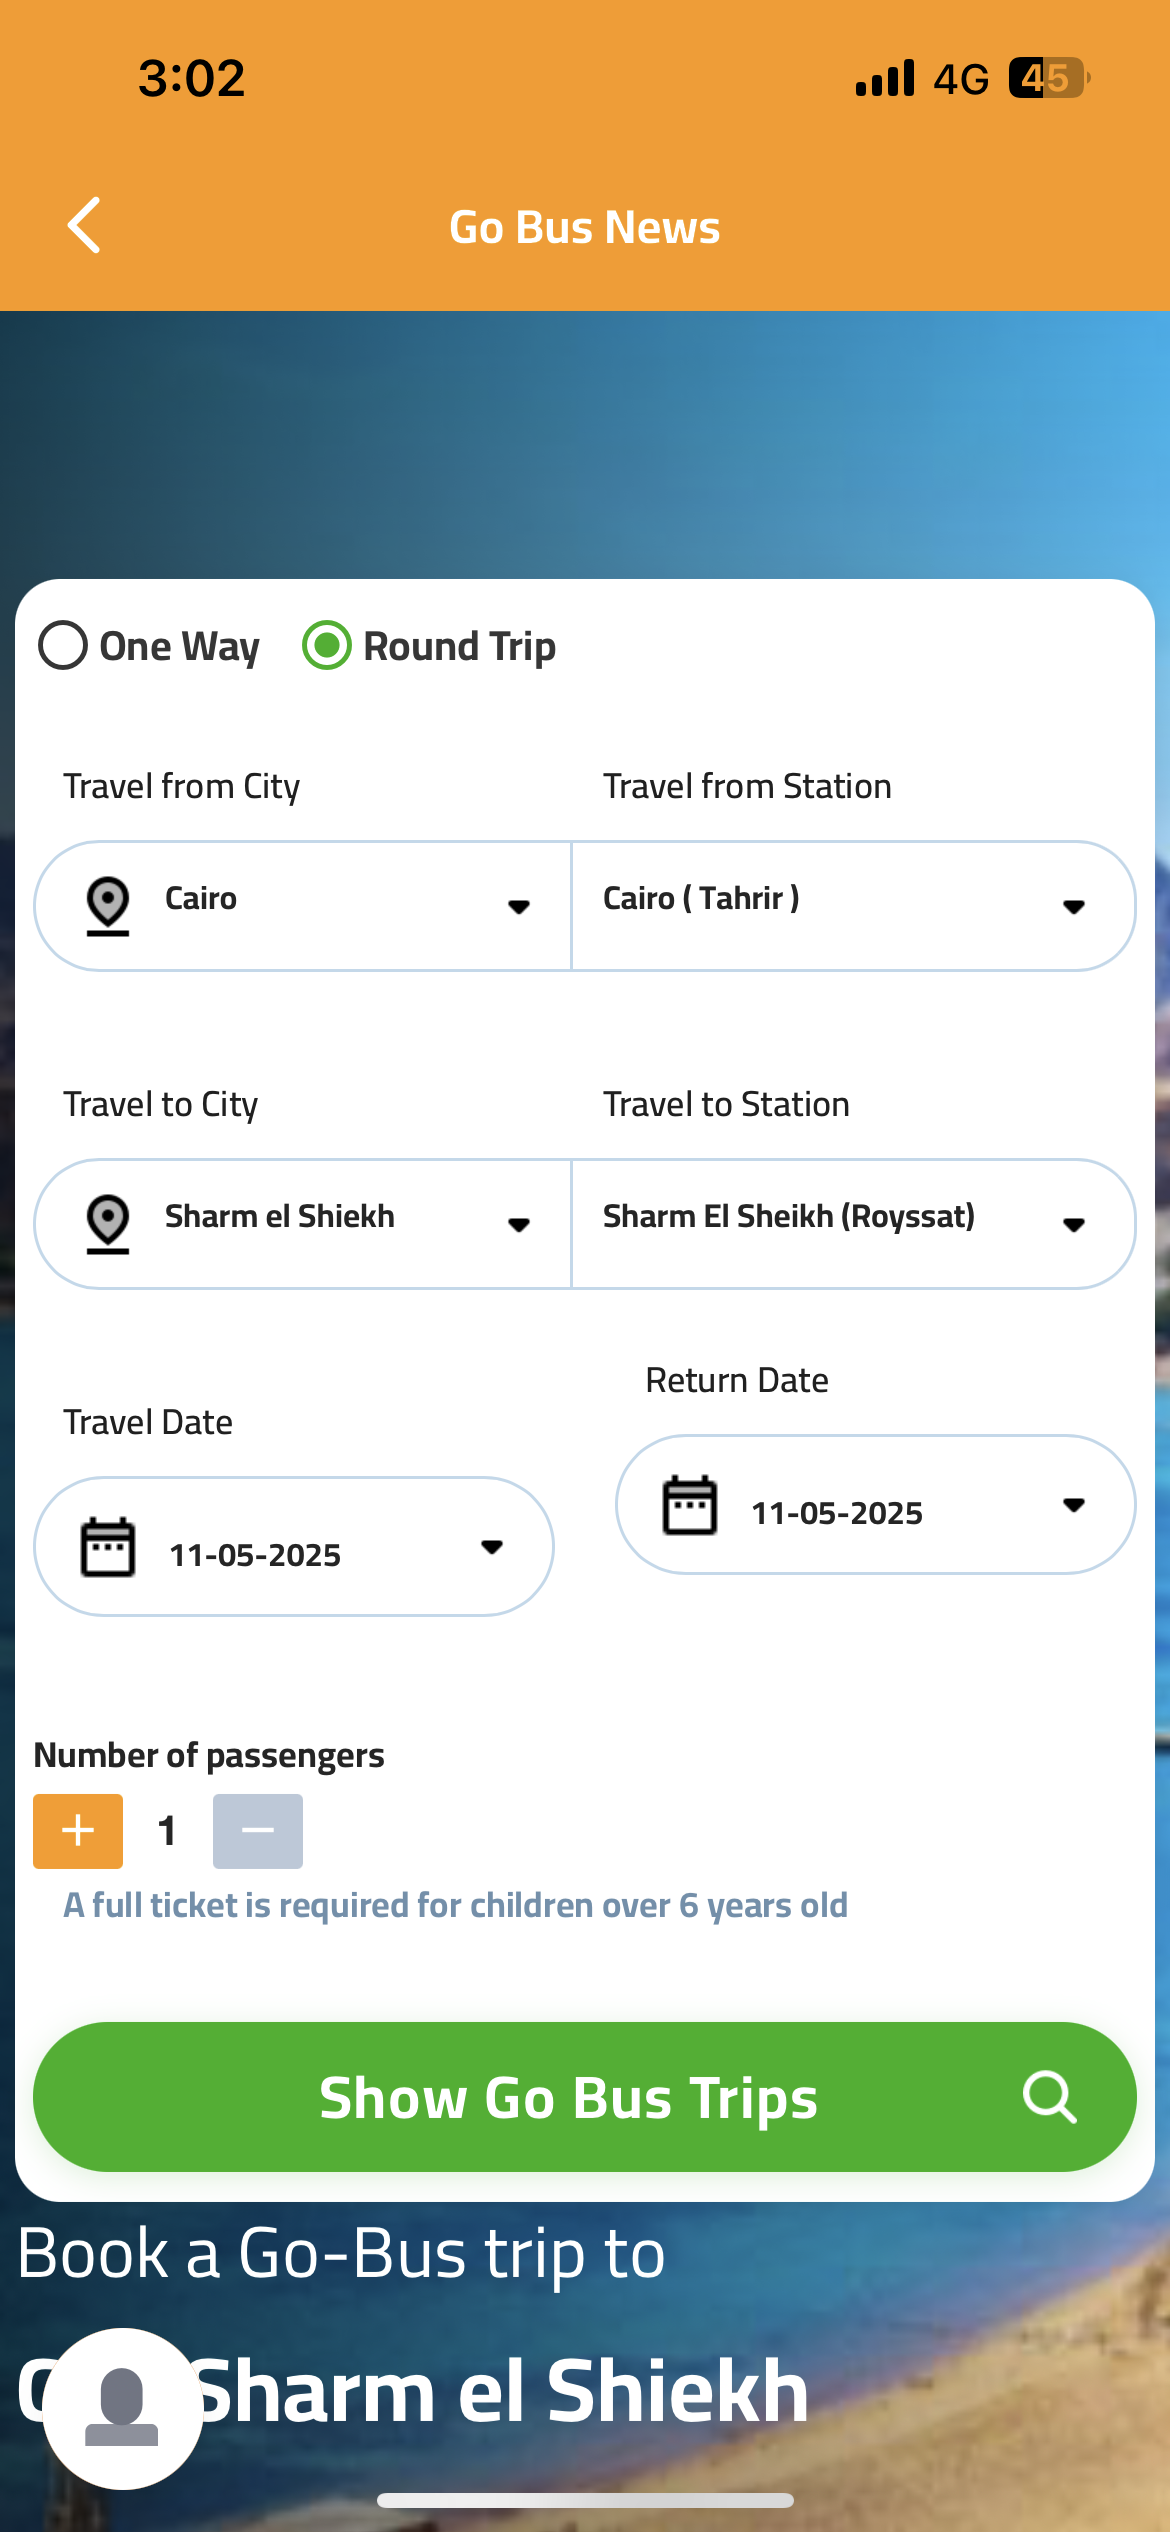 3:02
4G
45
Go Bus News
One Way
Round Trip
Travel from City
Travel from Station
Cairo
Cairo ( Tahrir )
Travel to City
Travel to Station
Sharm el Shiekh
Sharm El Sheikh (Royssat)
Return Date
Travel Date
11-05-2025
11-05-2025
Number of passengers
+ 1 −
A full ticket is required for children over 6 years old
Show Go Bus Trips
Book a Go-Bus trip to
Sharm el Shiekh